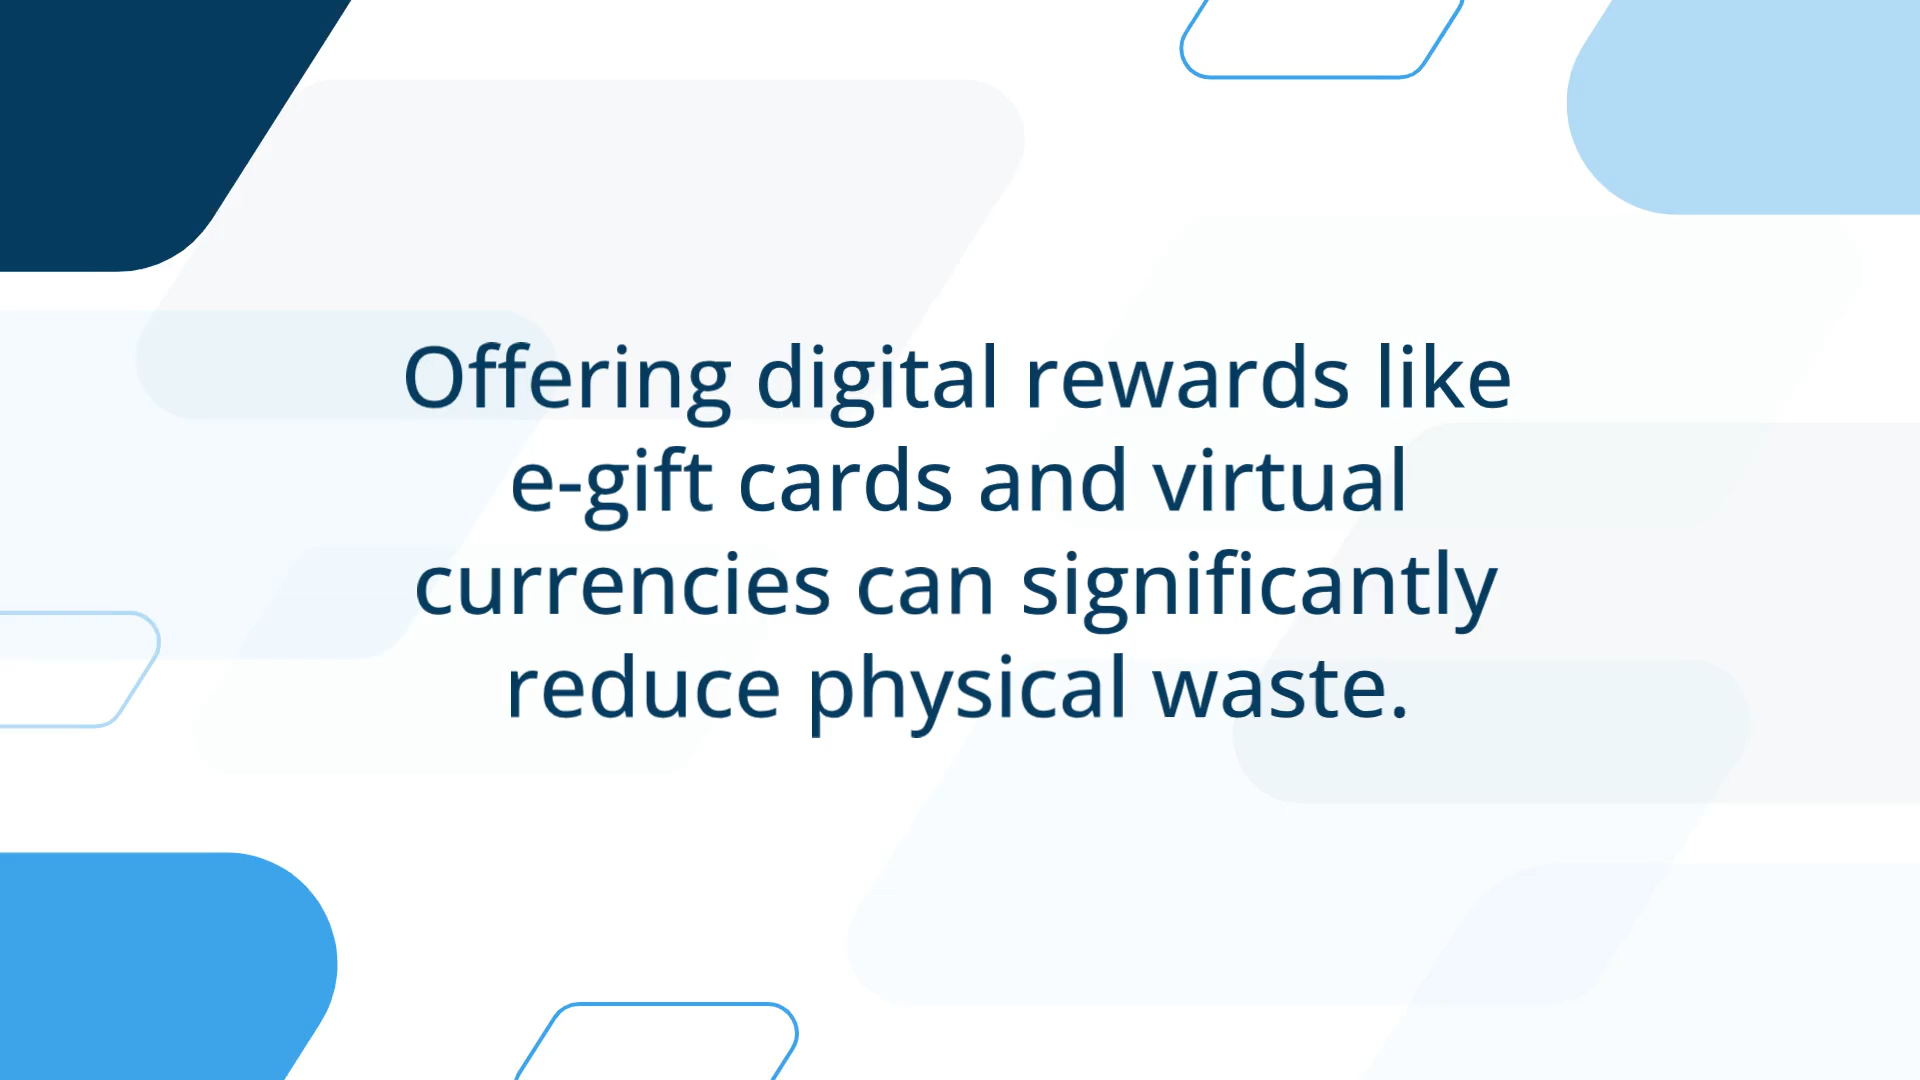 Offering digital rewards like
e-gift cards and virtual
currencies can significantly
reduce physical waste.